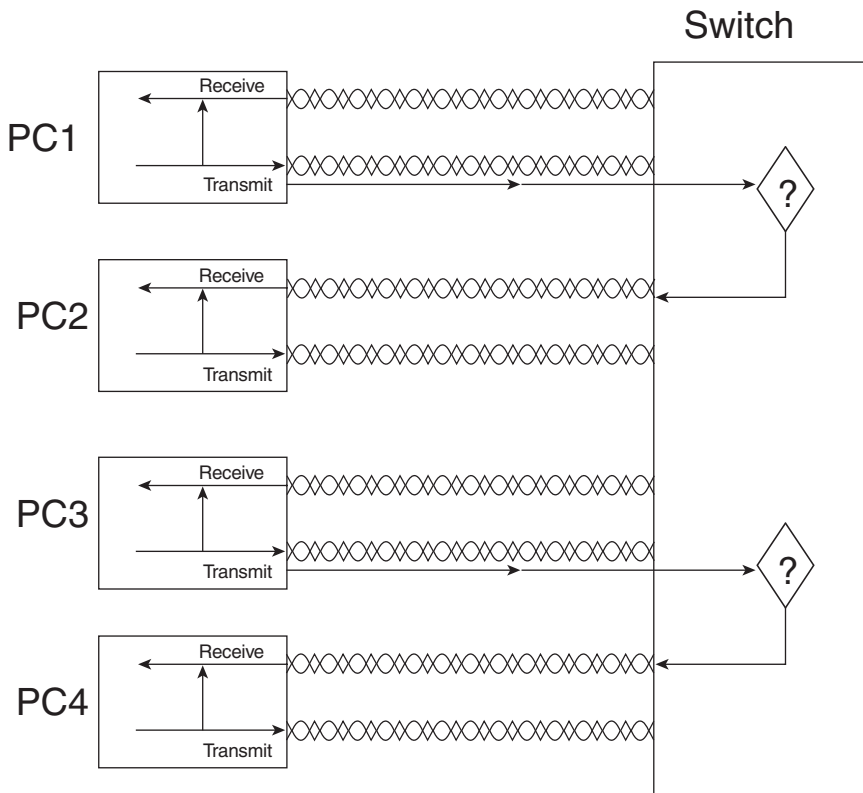 Switch
Receive
PC1
Transmit
?
Receive
PC2
Transmit
Receive
PC3
Transmit
?
Receive
PC4
Transmit